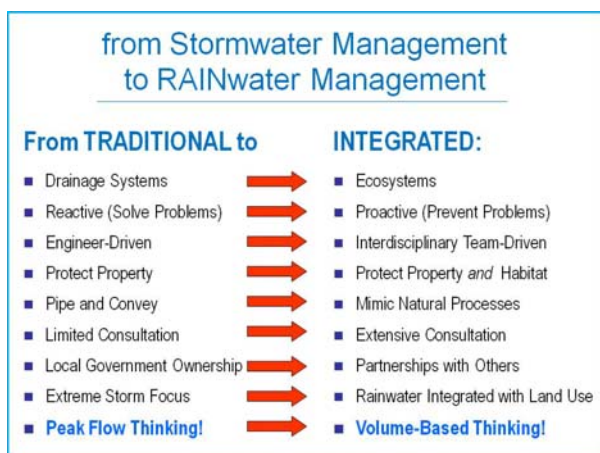 from Stormwater Management
to RAINwater Management
From TRADITIONAL to INTEGRATED:
Drainage Systems Ecosystems
Reactive (Solve Problems) Proactive (Prevent Problems)
Engineer-Driven Interdisciplinary Team-Driven
Protect Property Protect Property and Habitat
Pipe and Convey Mimic Natural Processes
Limited Consultation Extensive Consultation
Local Government Ownership Partnerships with Others
Extreme Storm Focus Rainwater Integrated with Land Use
Peak Flow Thinking! Volume-Based Thinking!